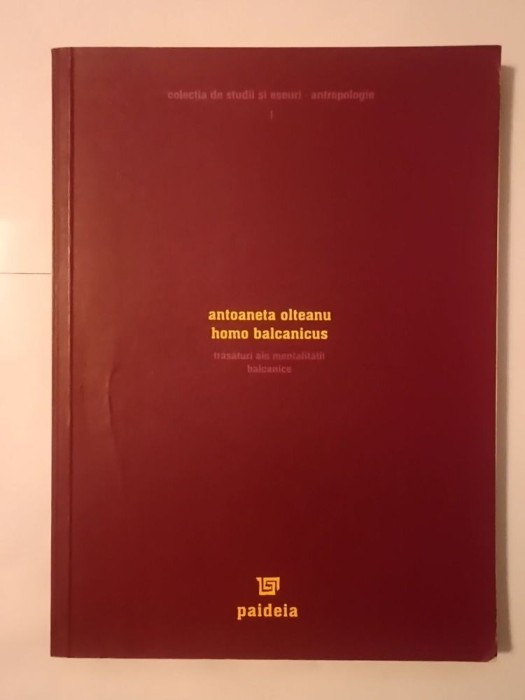 colecția de studii și eseuri - antropologie
1
antoaneta olteanu
homo balcanicus
trăsături ale mentalității
balcanice
paideia